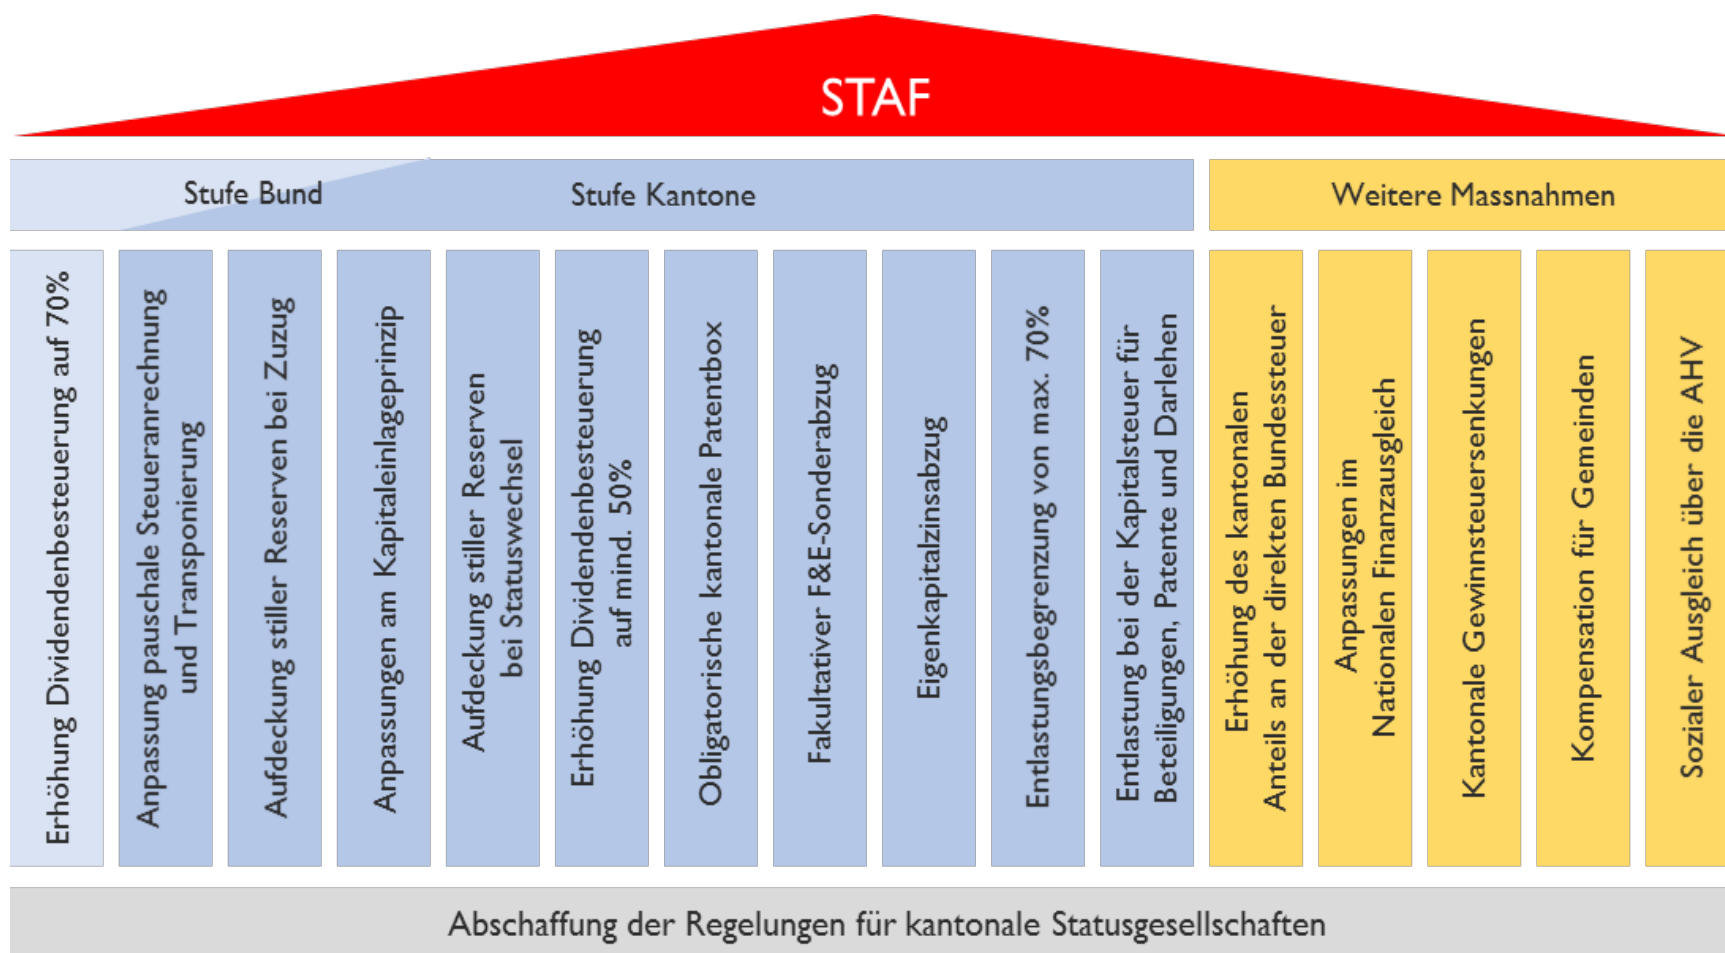 STAF
Stufe Bund
Stufe Kantone
Weitere Massnahmen
Erhöhung Dividendenbesteuerung auf 70%
Anpassung pauschale Steueranrechnung
und Transponierung
Aufdeckung stiller Reserven bei Zuzug
Anpassungen am Kapitaleinlageprinzip
Aufdeckung stiller Reserven
bei Statuswechsel
Erhöhung Dividendenbesteuerung
auf mind. 50%
Obligatorische kantonale Patentbox
Fakultativer F&E-Sonderabzug
Eigenkapitalzinsabzug
Entlastungsbegrenzung von max. 70%
Entlastung bei der Kapitalsteuer für
Beteiligungen, Patente und Darlehen
Erhöhung des kantonalen
Anteils an der direkten Bundessteuer
Anpassungen im
Nationalen Finanzausgleich
Kantonale Gewinnsteuersenkungen
Kompensation für Gemeinden
Sozialer Ausgleich über die AHV
Abschaffung der Regelungen für kantonale Statusgesellschaften